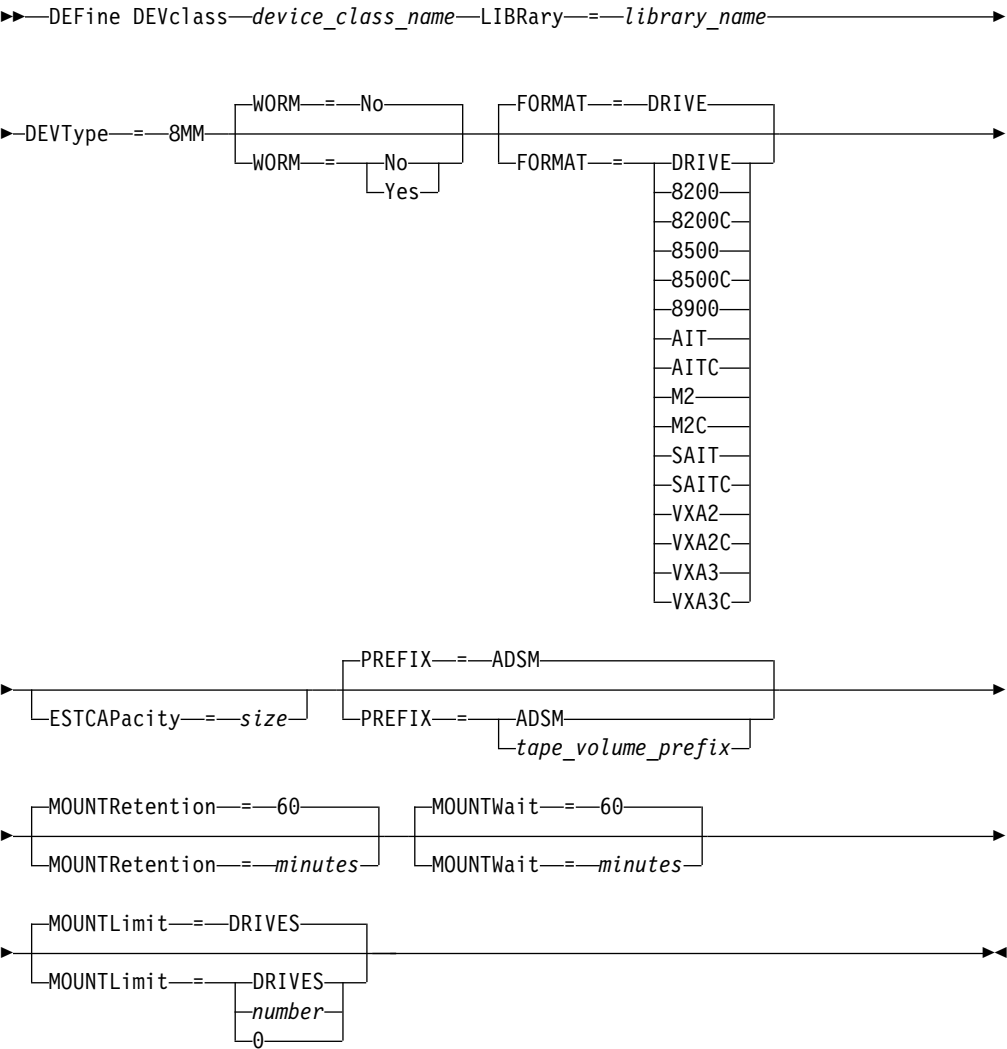 DEFine DEVclass device_class_name LIBRary = library_name
WORM = No FORMAT = DRIVE
DEVType = 8MM
WORM = No FORMAT = DRIVE
Yes 8200
8200C
8500
8500C
8900
AIT
AITC
M2
M2C
SAIT
SAITC
VXA2
VXA2C
VXA3
VXA3C
PREFIX = ADSM
ESTCAPacity = size PREFIX = ADSM
tape_volume_prefix
MOUNTRetention = 60 MOUNTWait = 60
MOUNTRetention = minutes MOUNTWait = minutes
MOUNTLimit = DRIVES
MOUNTLimit = DRIVES
number
0